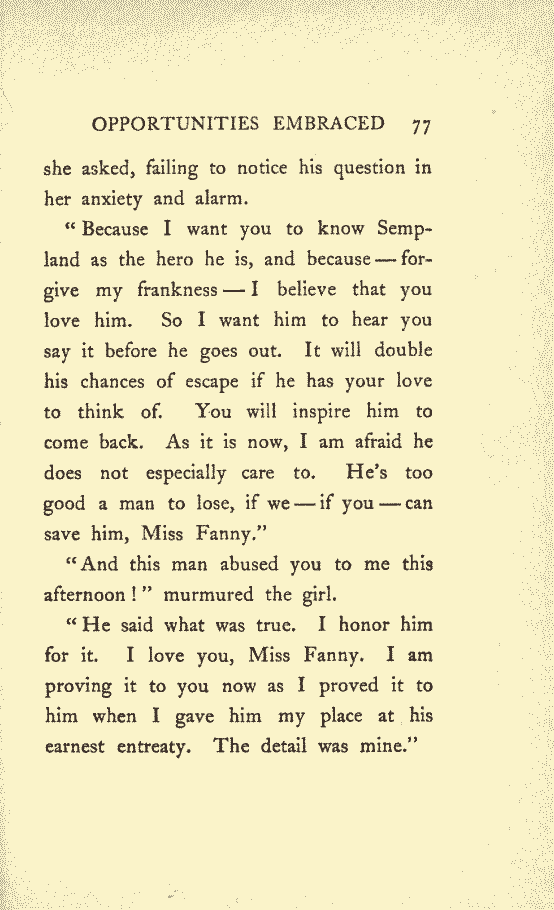 OPPORTUNITIES EMBRACED 77
she asked, failing to notice his question in
her anxiety and alarm.
“Because I want you to know Semp-
land as the hero he is, and because — for-
give my frankness — I believe that you
love him. So I want him to hear you
say it before he goes out. It will double
his chances of escape if he has your love
to think of. You will inspire him to
come back. As it is now, I am afraid he
does not especially care to. He’s too
good a man to lose, if we — if you — can
save him, Miss Fanny.”
“And this man abused you to me this
afternoon!” murmured the girl.
“He said what was true. I honor him
for it. I love you, Miss Fanny. I am
proving it to you now as I proved it to
him when I gave him my place at his
earnest entreaty. The detail was mine.”